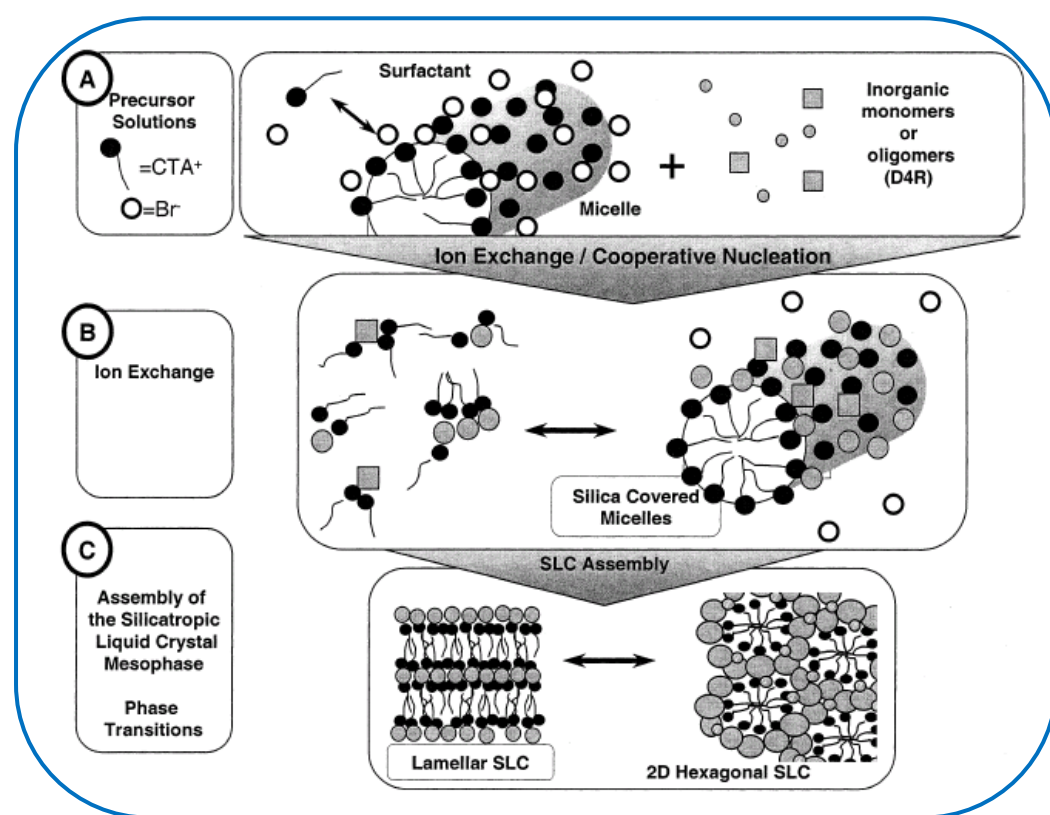 A
Precursor
Solutions
=CTA⁺
=Br⁻
Surfactant
Micelle
+
Inorganic
monomers
or
oligomers
(D4R)
Ion Exchange / Cooperative Nucleation
B
Ion Exchange
Silica Covered
Micelles
SLC Assembly
C
Assembly of
the Silicatropic
Liquid Crystal
Mesophase
Phase
Transitions
Lamellar SLC
2D Hexagonal SLC